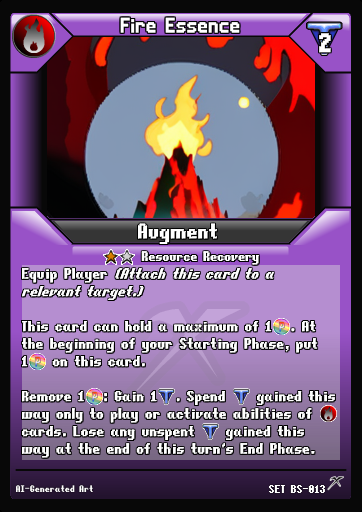 Fire Essence
2
Augment
Resource Recovery
Equip Player (Attach this card to a
relevant target.)
This card can hold a maximum of 1. At
the beginning of your Starting Phase, put
1 on this card.
Remove 1: Gain 1. Spend gained this
way only to play or activate abilities of
cards. Lose any unspent gained this
way at the end of this turn's End Phase.
AI-Generated Art
SET BS-013